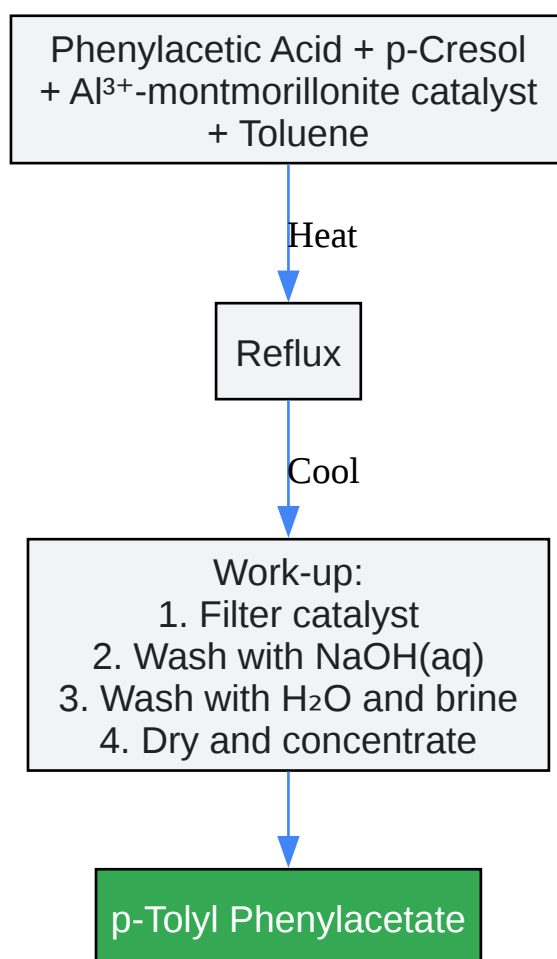 Phenylacetic Acid + p-Cresol
+ Al³⁺-montmorillonite catalyst
+ Toluene
Heat
Reflux
Cool
Work-up:
1. Filter catalyst
2. Wash with NaOH(aq)
3. Wash with H₂O and brine
4. Dry and concentrate
p-Tolyl Phenylacetate